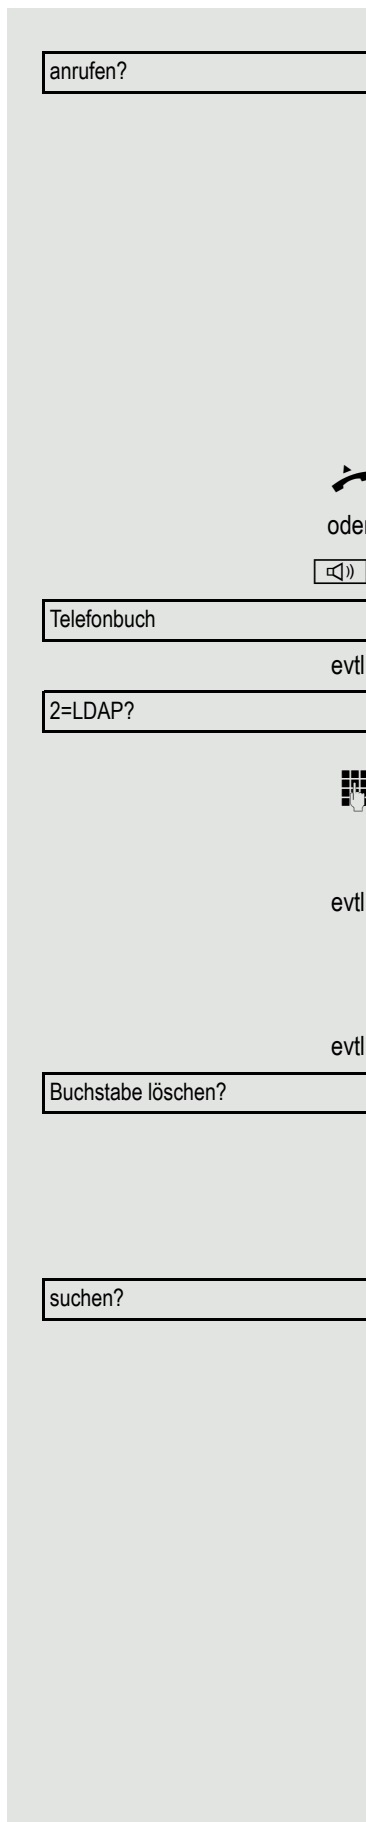 anrufen?
oder
Telefonbuch
evtl
2=LDAP?
evtl
evtl
Buchstabe löschen?
suchen?